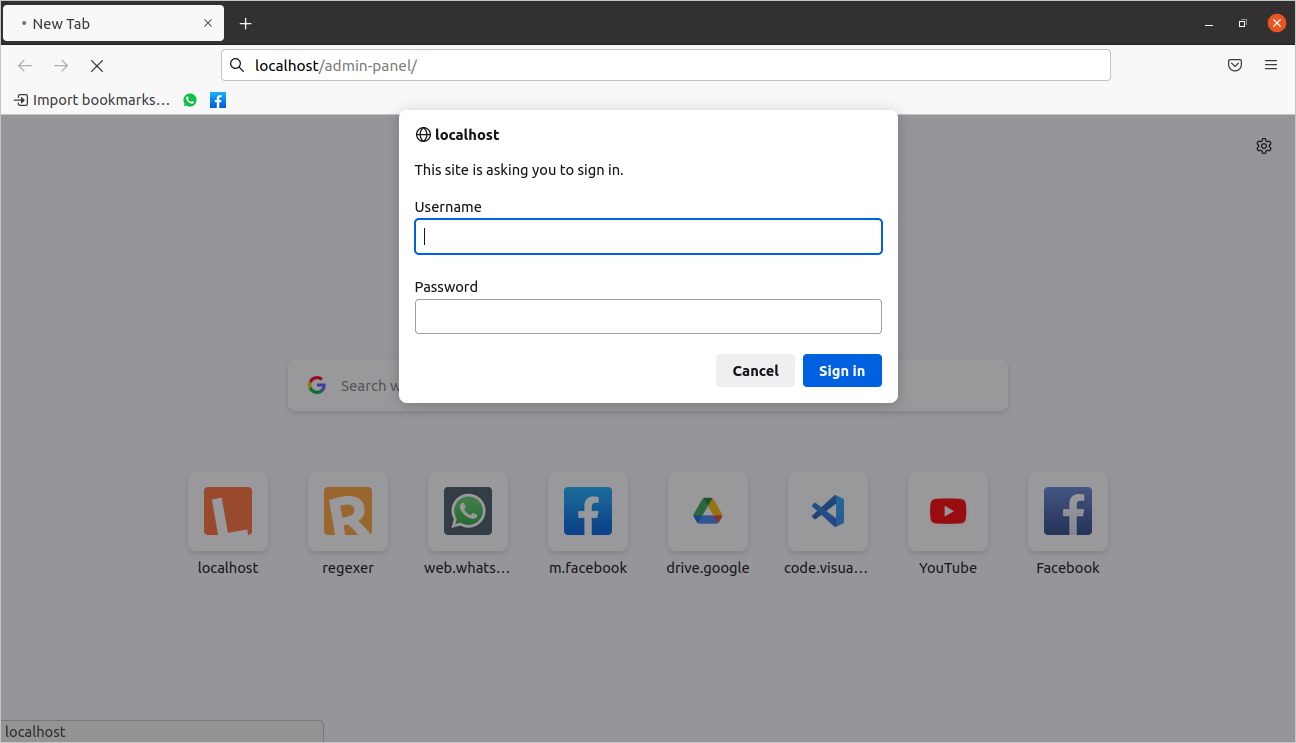 New Tab
localhost/admin-panel/
Import bookmarks…
localhost
This site is asking you to sign in.
Username
Password
Cancel
Sign in
Search w
localhost
regexer
web.whats…
m.facebook
drive.google
code.visua…
YouTube
Facebook
localhost